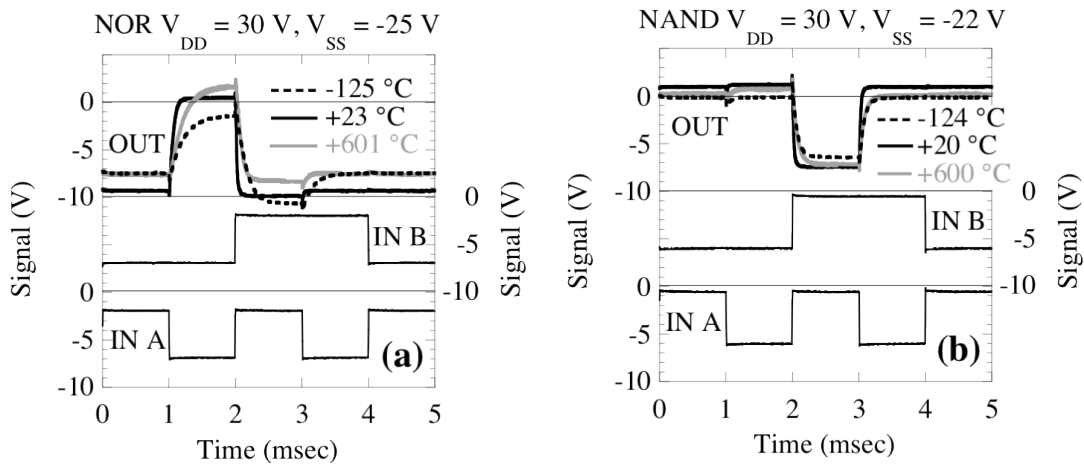 NOR V_DD = 30 V, V_SS = -25 V
0
-5
-10
0
-5
-10
0
-5
-10
Signal (V)
Signal (V)
OUT
-125 °C
+23 °C
+601 °C
IN B
IN A
(a)
0 1 2 3 4 5
Time (msec)
NAND V_DD = 30 V, V_SS = -22 V
0
-5
-10
0
-5
-10
0
-5
-10
Signal (V)
Signal (V)
OUT
-124 °C
+20 °C
+600 °C
IN B
IN A
(b)
0 1 2 3 4 5
Time (msec)